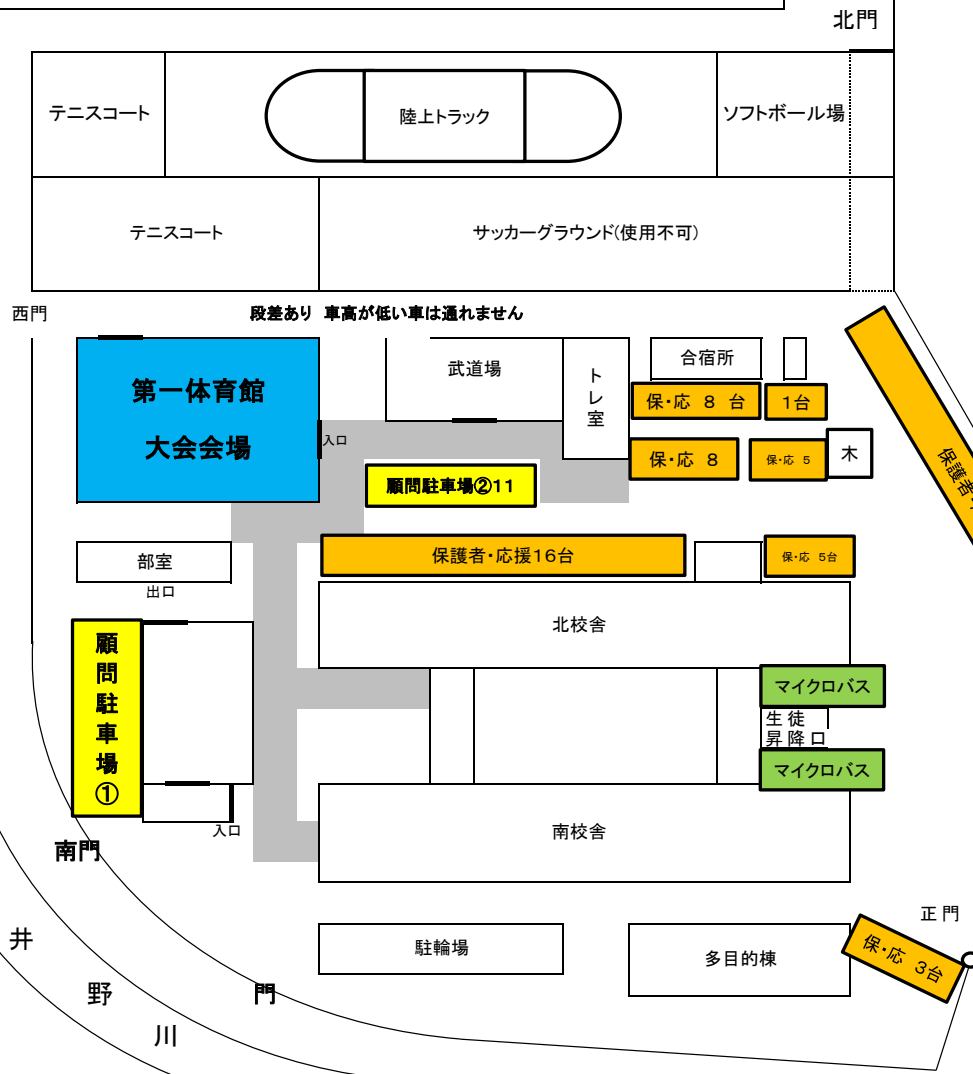 北門
テニスコート
陸上トラック
ソフトボール場
テニスコート
サッカーグラウンド(使用不可)
西門
段差あり 車高が低い車は通れません
第一体育館
大会会場
入口
武道場
トレ室
合宿所
保・応 8 台
1台
保・応 8
保・応 5
木
保護者・
顧問駐車場②11
部室
出口
保護者・応援16台
保・応 5台
北校舎
顧問駐車場①
マイクロバス
生徒
昇降口
マイクロバス
入口
南校舎
南門
井野川
門
駐輪場
多目的棟
正門
保・応 3台